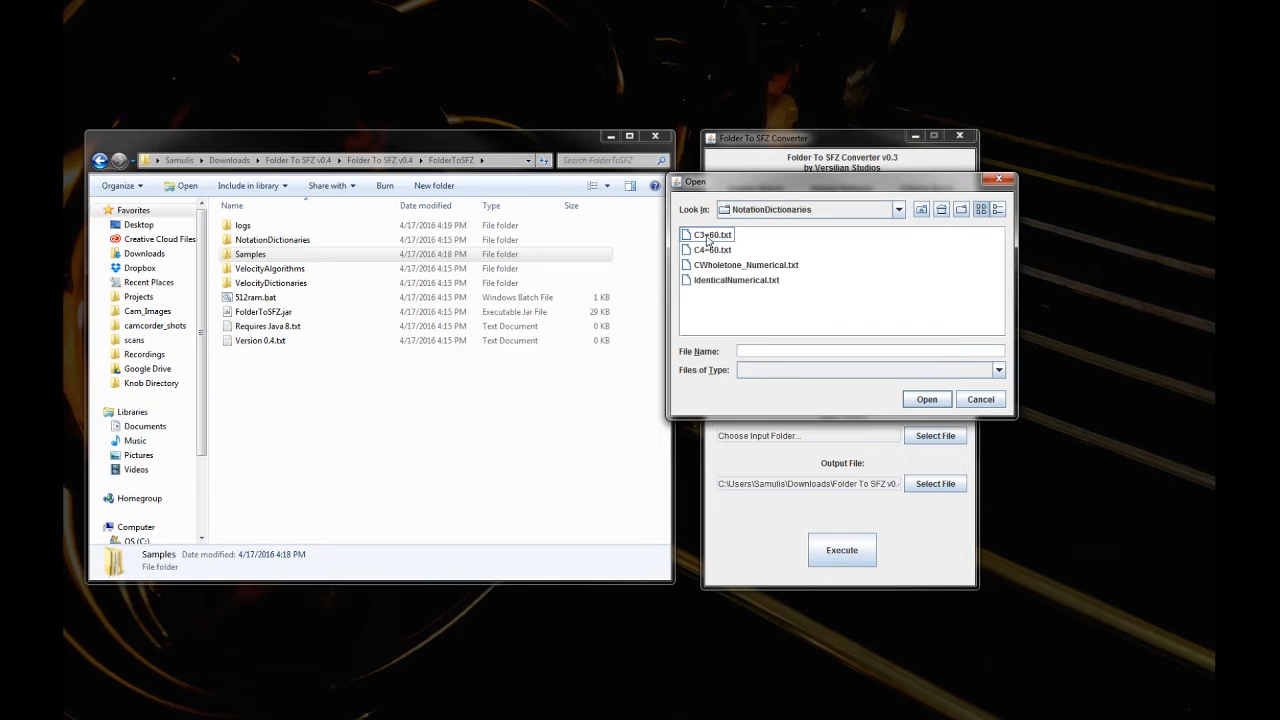 Samulis ▸ Downloads ▸ Folder To SFZ v0.4 ▸ Folder To SFZ v0.4 ▸ FolderToSFZ ▸
Search FolderToSFZ
Organize
Open
Include in library
Share with
Burn
New folder
Favorites
Desktop
Creative Cloud Files
Downloads
Dropbox
Recent Places
Projects
Cam_Images
camcorder_shots
scans
Recordings
Google Drive
Knob Directory
Libraries
Documents
Music
Pictures
Videos
Homegroup
Computer
OS (C:)
Name Date modified Type Size
logs 4/17/2016 4:19 PM File folder
NotationDictionaries 4/17/2016 4:15 PM File folder
Samples 4/17/2016 4:18 PM File folder
VelocityAlgorithms 4/17/2016 4:15 PM File folder
VelocityDictionaries 4/17/2016 4:15 PM File folder
512ram.bat 4/17/2016 4:15 PM Windows Batch File 1 KB
FolderToSFZ.jar 4/17/2016 4:15 PM Executable Jar File 29 KB
Requires Java 8.txt 4/17/2016 4:15 PM Text Document 0 KB
Version 0.4.txt 4/17/2016 4:15 PM Text Document 0 KB
Samples Date modified: 4/17/2016 4:18 PM
File folder
Folder To SFZ Converter
Folder To SFZ Converter v0.3
by Versilian Studios
Open
Look In: NotationDictionaries
C3=60.txt
C4=60.txt
CWholetone_Numerical.txt
IdenticalNumerical.txt
File Name:
Files of Type:
Open Cancel
Choose Input Folder... Select File
Output File:
C:\Users\Samulis\Downloads\Folder To SFZ v0. Select File
Execute